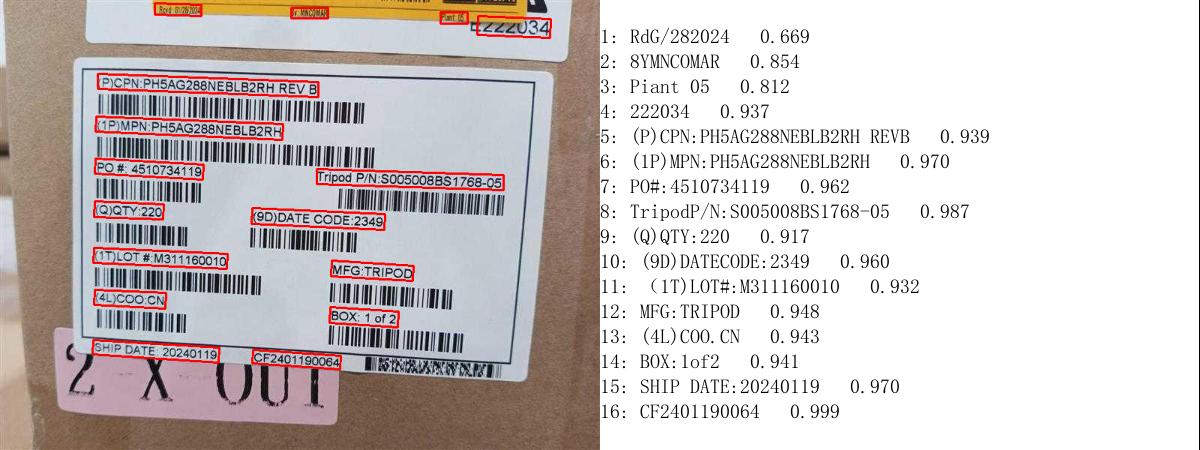 Rcvd 01/28/2024
MNCOMAR
Plant 05
222034
(P)CPN:PH5AG288NEBLB2RH REV B
(1P)MPN:PH5AG288NEBLB2RH
PO #: 4510734119
Tripod P/N:S005008BS1768-05
(Q)QTY:220
(9D)DATE CODE:2349
(1T)LOT #:M311160010
MFG:TRIPOD
(4L)COO:CN
BOX: 1 of 2
SHIP DATE: 20240119
CF2401190064
2 X OUT
1: RdG/282024 0.669
2: 8YMNCOMAR 0.854
3: Piant 05 0.812
4: 222034 0.937
5: (P)CPN:PH5AG288NEBLB2RH REVB 0.939
6: (1P)MPN:PH5AG288NEBLB2RH 0.970
7: PO#:4510734119 0.962
8: TripodP/N:S005008BS1768-05 0.987
9: (Q)QTY:220 0.917
10: (9D)DATECODE:2349 0.960
11: (1T)LOT#:M311160010 0.932
12: MFG:TRIPOD 0.948
13: (4L)COO.CN 0.943
14: BOX:1of2 0.941
15: SHIP DATE:20240119 0.970
16: CF2401190064 0.999